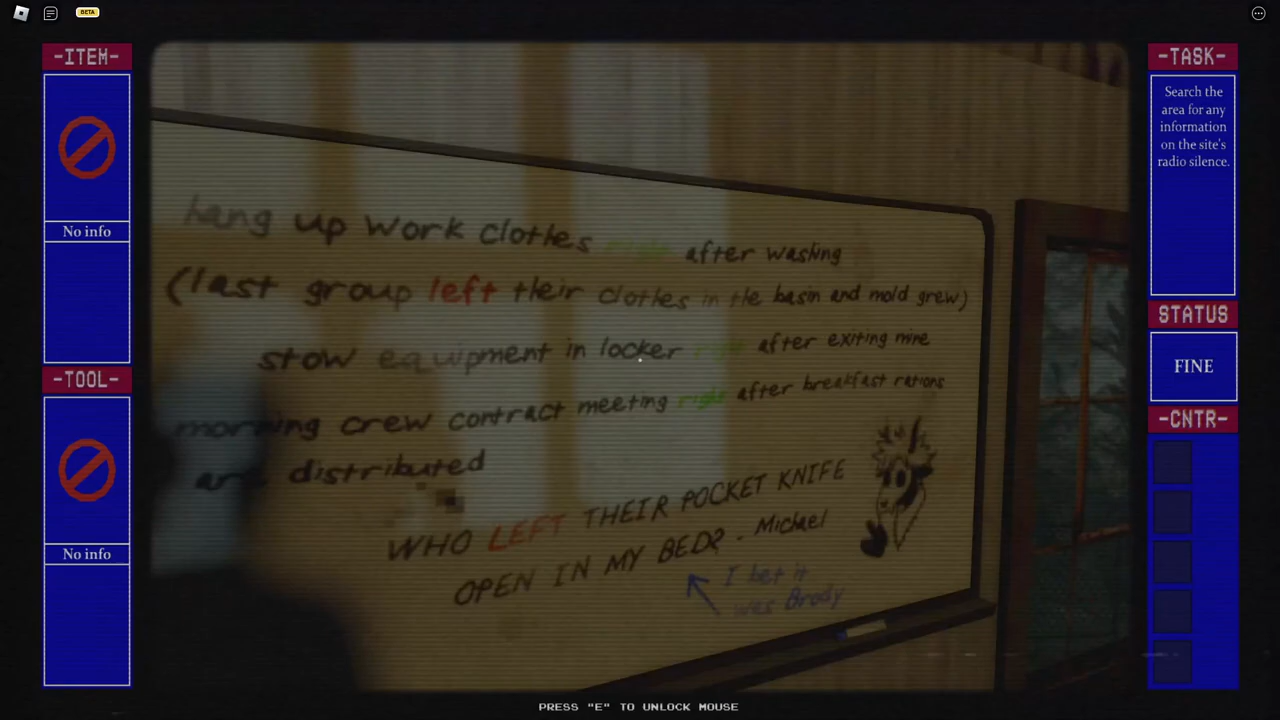 BETA
-ITEM-
No info
-TOOL-
No info
hang up work clothes right after washing
(last group left their clothes in the basin and mold grew)
stow equipment in locker right after exiting mine
morning crew contract meeting right after breakfast rations
are distributed
WHO LEFT THEIR POCKET KNIFE
OPEN IN MY BED? - Michael
I bet it
was Brody
-TASK-
Search the
area for any
information
on the site's
radio silence.
STATUS
FINE
-CNTR-
PRESS "E" TO UNLOCK MOUSE